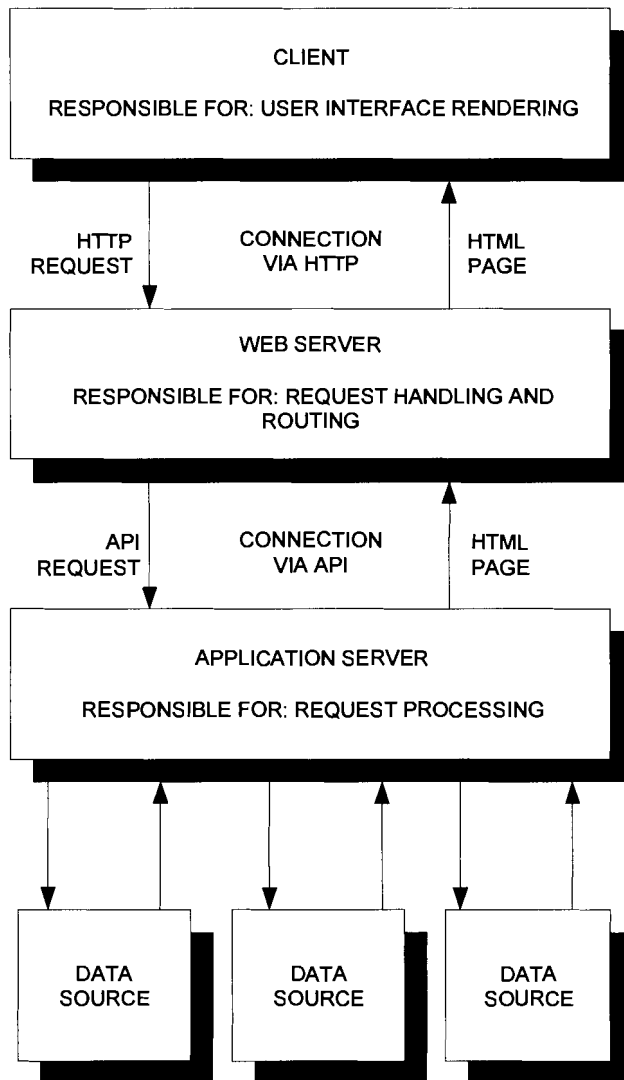 CLIENT
RESPONSIBLE FOR: USER INTERFACE RENDERING
HTTP
REQUEST
CONNECTION
VIA HTTP
HTML
PAGE
WEB SERVER
RESPONSIBLE FOR: REQUEST HANDLING AND
ROUTING
API
REQUEST
CONNECTION
VIA API
HTML
PAGE
APPLICATION SERVER
RESPONSIBLE FOR: REQUEST PROCESSING
DATA
SOURCE
DATA
SOURCE
DATA
SOURCE